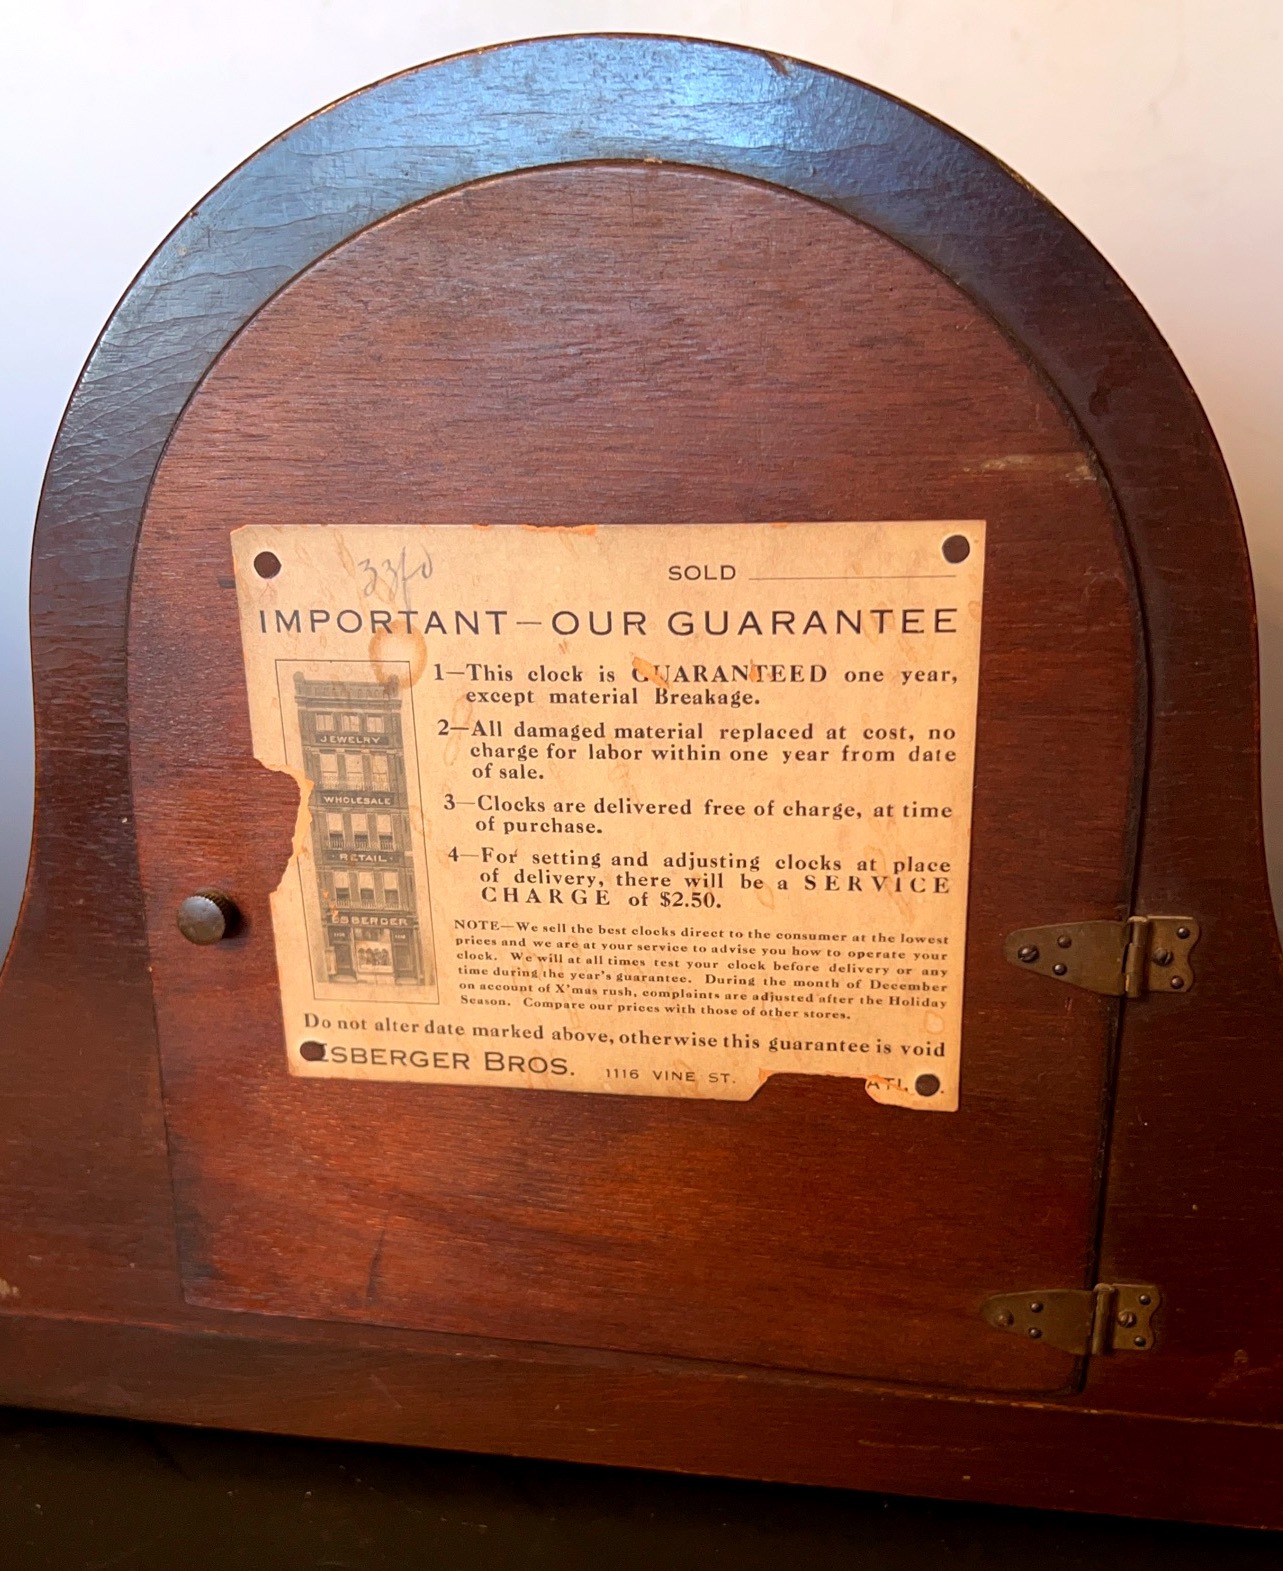 SOLD
IMPORTANT—OUR GUARANTEE
1—This clock is GUARANTEED one year,
except material Breakage.
2—All damaged material replaced at cost, no
charge for labor within one year from date
of sale.
3—Clocks are delivered free of charge, at time
of purchase.
4—For setting and adjusting clocks at place
of delivery, there will be a SERVICE
CHARGE of $2.50.
NOTE—We sell the best clocks direct to the consumer at the lowest
prices and we are at your service to advise you how to operate your
clock. We will at all times test your clock before delivery or any
time during the year's guarantee. During the month of December
on account of X'mas rush, complaints are adjusted after the Holiday
Season. Compare our prices with those of other stores.
JEWELRY
WHOLESALE
RETAIL
ESBERGER
Do not alter date marked above, otherwise this guarantee is void
ESBERGER BROS. 1116 VINE ST.